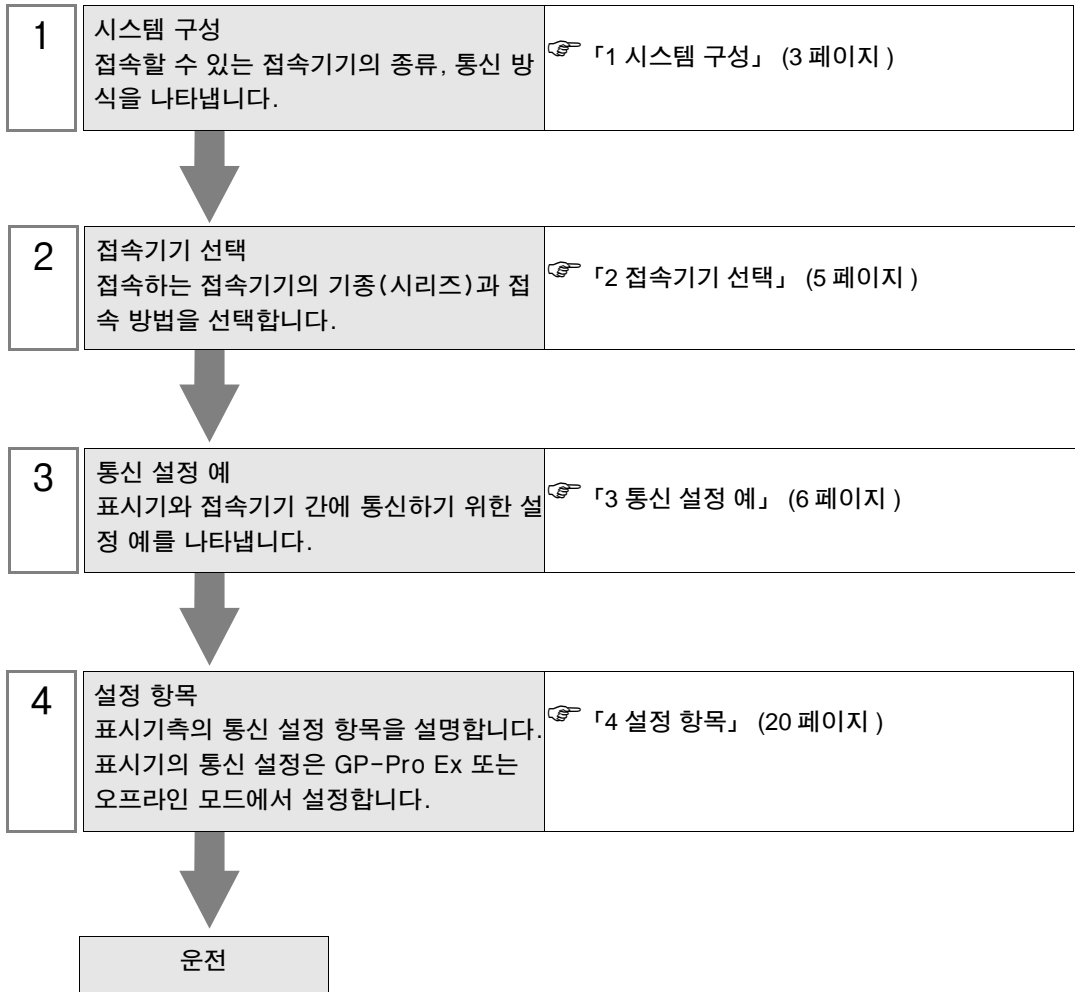 1
시스템 구성
접속할 수 있는 접속기기의 종류, 통신 방
식을 나타냅니다.
☞ 「1 시스템 구성」 (3 페이지 )
2
접속기기 선택
접속하는 접속기기의 기종(시리즈)과 접
속 방법을 선택합니다.
☞ 「2 접속기기 선택」 (5 페이지 )
3
통신 설정 예
표시기와 접속기기 간에 통신하기 위한 설
정 예를 나타냅니다.
☞ 「3 통신 설정 예」 (6 페이지 )
4
설정 항목
표시기측의 통신 설정 항목을 설명합니다.
표시기의 통신 설정은 GP-Pro Ex 또는
오프라인 모드에서 설정합니다.
☞ 「4 설정 항목」 (20 페이지 )
운전